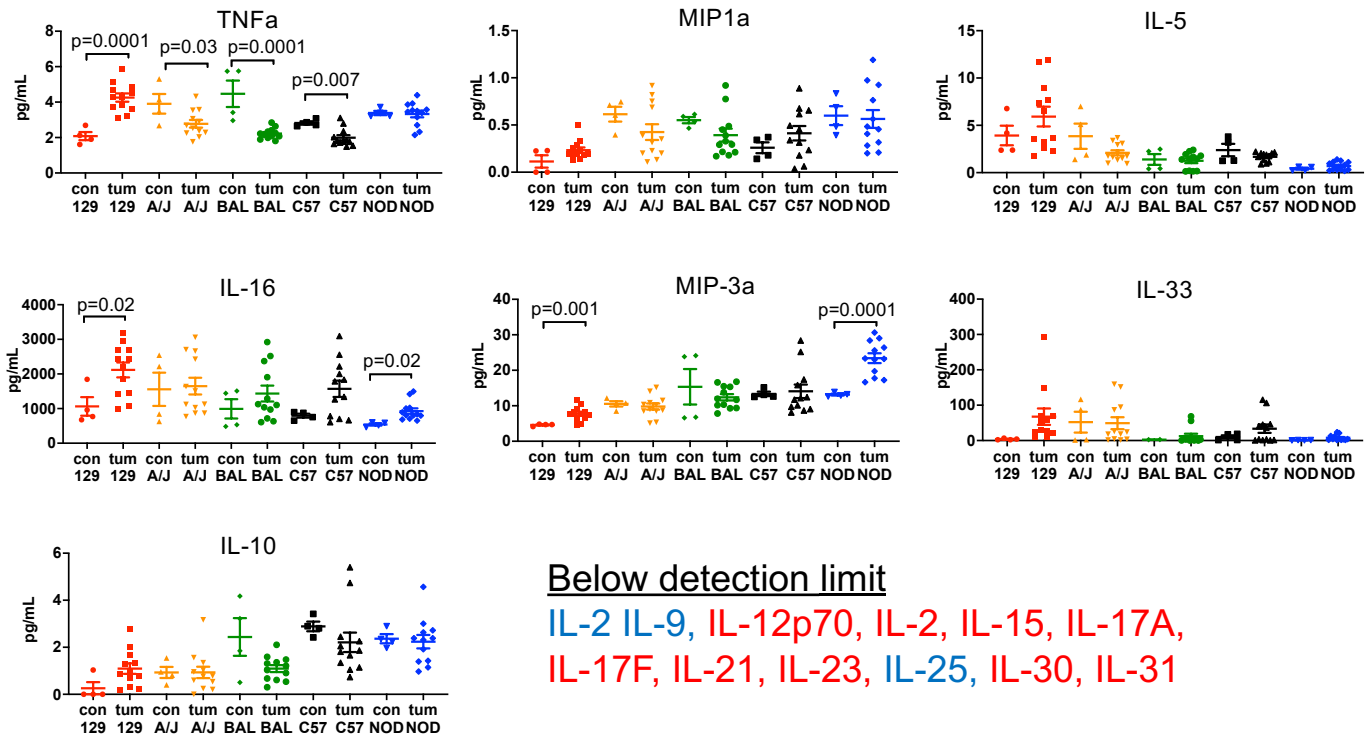 TNFa
MIP1a
IL-5
pg/mL
8
6
4
2
0
p=0.0001
p=0.03
p=0.0001
p=0.007
con tum con tum con tum con tum con tum
129 129 A/J A/J BAL BAL C57 C57 NOD NOD
pg/mL
1.5
1.0
0.5
0.0
con tum con tum con tum con tum con tum
129 129 A/J A/J BAL BAL C57 C57 NOD NOD
pg/mL
15
10
5
0
con tum con tum con tum con tum con tum
129 129 A/J A/J BAL BAL C57 C57 NOD NOD
IL-16
MIP-3a
IL-33
pg/mL
4000
3000
2000
1000
0
p=0.02
p=0.02
con tum con tum con tum con tum con tum
129 129 A/J A/J BAL BAL C57 C57 NOD NOD
pg/mL
40
30
20
10
0
p=0.001
p=0.0001
con tum con tum con tum con tum con tum
129 129 A/J A/J BAL BAL C57 C57 NOD NOD
pg/mL
400
300
200
100
0
con tum con tum con tum con tum con tum
129 129 A/J A/J BAL BAL C57 C57 NOD NOD
IL-10
pg/mL
6
4
2
0
con tum con tum con tum con tum con tum
129 129 A/J A/J BAL BAL C57 C57 NOD NOD
Below detection limit
IL-2 IL-9, IL-12p70, IL-2, IL-15, IL-17A,
IL-17F, IL-21, IL-23, IL-25, IL-30, IL-31